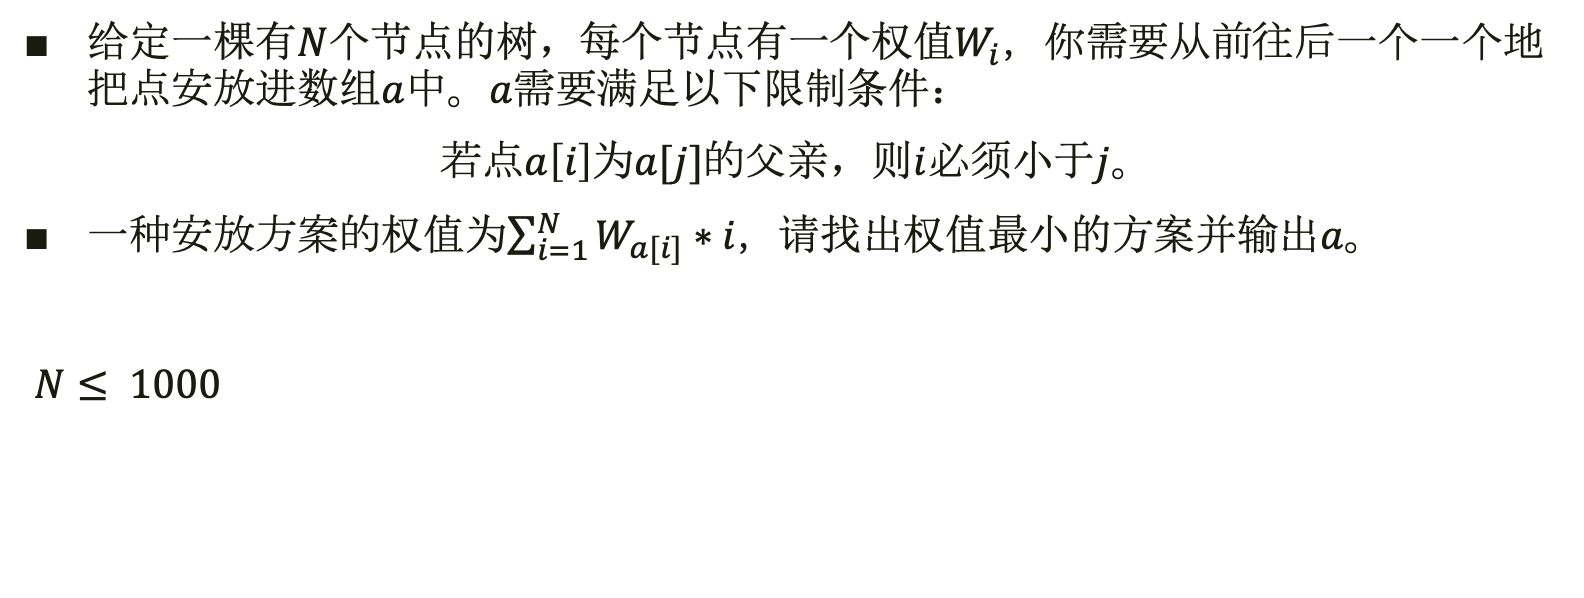 ■ 给定一棵有N个节点的树，每个节点有一个权值Wᵢ，你需要从前往后一个一个地
把点安放进数组a中。a需要满足以下限制条件：
若点a[i]为a[j]的父亲，则i必须小于j。
■ 一种安放方案的权值为∑ᵢ₌₁ᴺ W_{a[i]} * i，请找出权值最小的方案并输出a。
N ≤ 1000